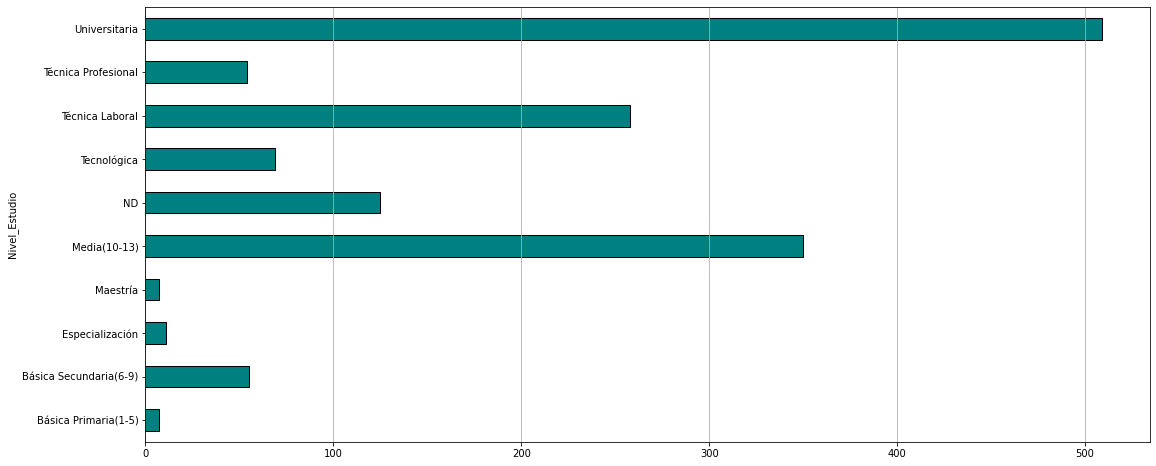 Universitaria
Técnica Profesional
Técnica Laboral
Tecnológica
ND
Media(10-13)
Maestría
Especialización
Básica Secundaria(6-9)
Básica Primaria(1-5)
Nivel_Estudio
0 100 200 300 400 500